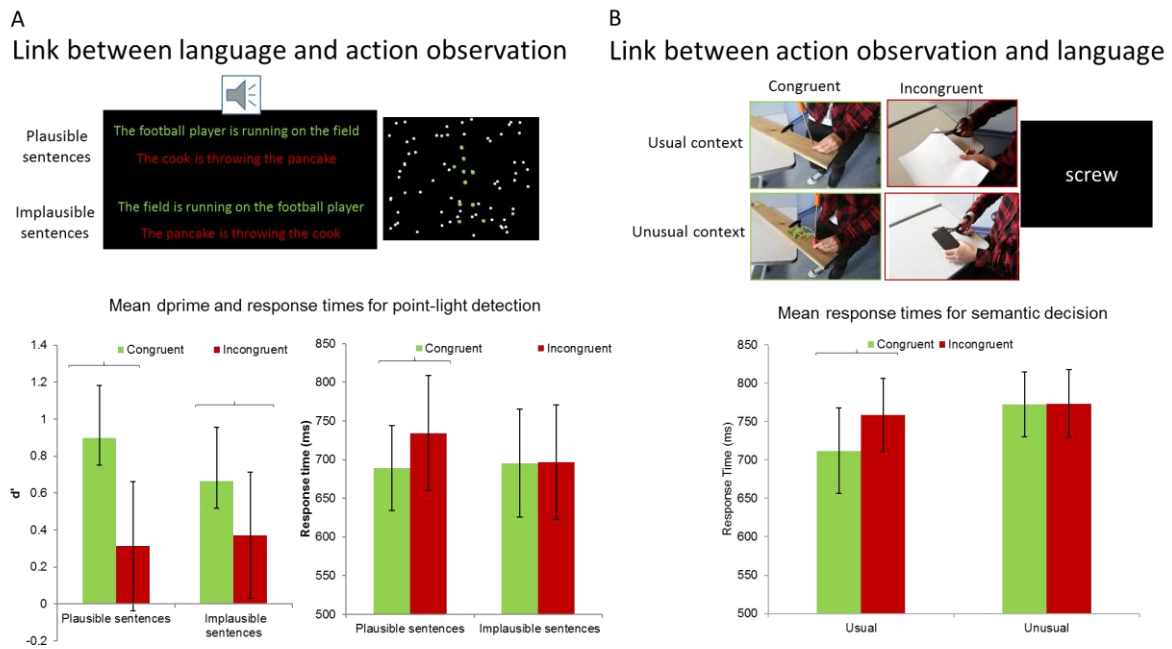 A
Link between language and action observation
Plausible
sentences
The football player is running on the field
The cook is throwing the pancake
Implausible
sentences
The field is running on the football player
The pancake is throwing the cook
Mean dprime and response times for point-light detection
Congruent
Incongruent
1.4
1.2
1
0.8
0.6
0.4
0.2
0
-0.2
d'
Plausible sentences
Implausible
sentences
Congruent
Incongruent
850
800
750
700
650
600
550
500
Response time (ms)
Plausible sentences
Implausible sentences
B
Link between action observation and language
Congruent
Incongruent
Usual context
Unusual context
screw
Mean response times for semantic decision
Congruent
Incongruent
850
800
750
700
650
600
550
500
Response Time (ms)
Usual
Unusual